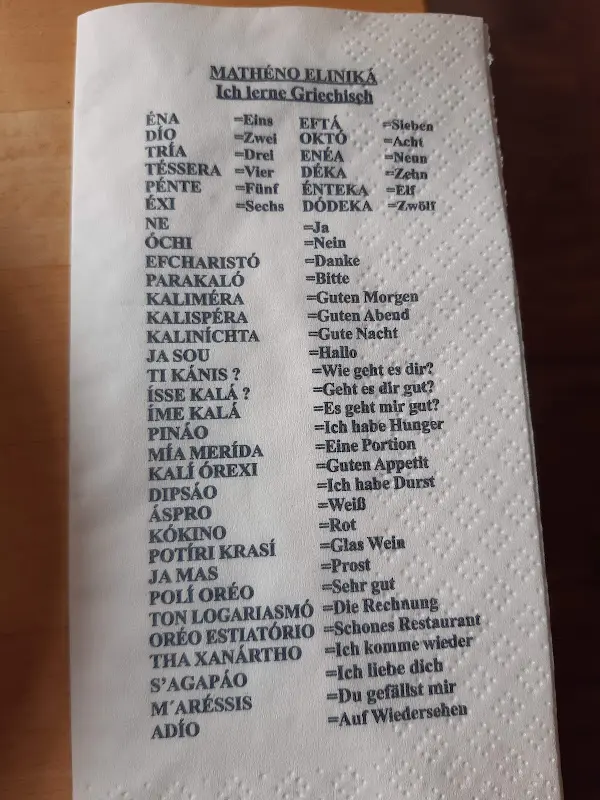 MATHÉNO ELINIKÁ
Ich lerne Griechisch
ÉNA =Eins EFTÁ =Sieben
DÍO =Zwei OKTÓ =Acht
TRÍA =Drei ENÉA =Neun
TÉSSERA =Vier DÉKA =Zehn
PÉNTE =Fünf ÉNTEKA =Elf
ÉXI =Sechs DÓDEKA =Zwölf
NE =Ja
ÓCHI =Nein
EFCHARISTÓ =Danke
PARAKALÓ =Bitte
KALIMÉRA =Guten Morgen
KALISPÉRA =Guten Abend
KALINÍCHTA =Gute Nacht
JA SOU =Hallo
TI KÁNIS ? =Wie geht es dir?
ÍSSE KALÁ ? =Geht es dir gut?
ÍME KALÁ =Es geht mir gut?
PINÁO =Ich habe Hunger
MÍA MERÍDA =Eine Portion
KALÍ ÓREXI =Guten Appetit
DIPSÁO =Ich habe Durst
ÁSPRO =Weiß
KÓKINO =Rot
POTÍRI KRASÍ =Glas Wein
JA MAS =Prost
POLÍ ORÉO =Sehr gut
TON LOGARIASMÓ =Die Rechnung
ORÉO ESTIATÓRIO =Schones Restaurant
THA XANÁRTHO =Ich komme wieder
S'AGAPÁO =Ich liebe dich
M´ARÉSSIS =Du gefällst mir
ADÍO =Auf Wiedersehen